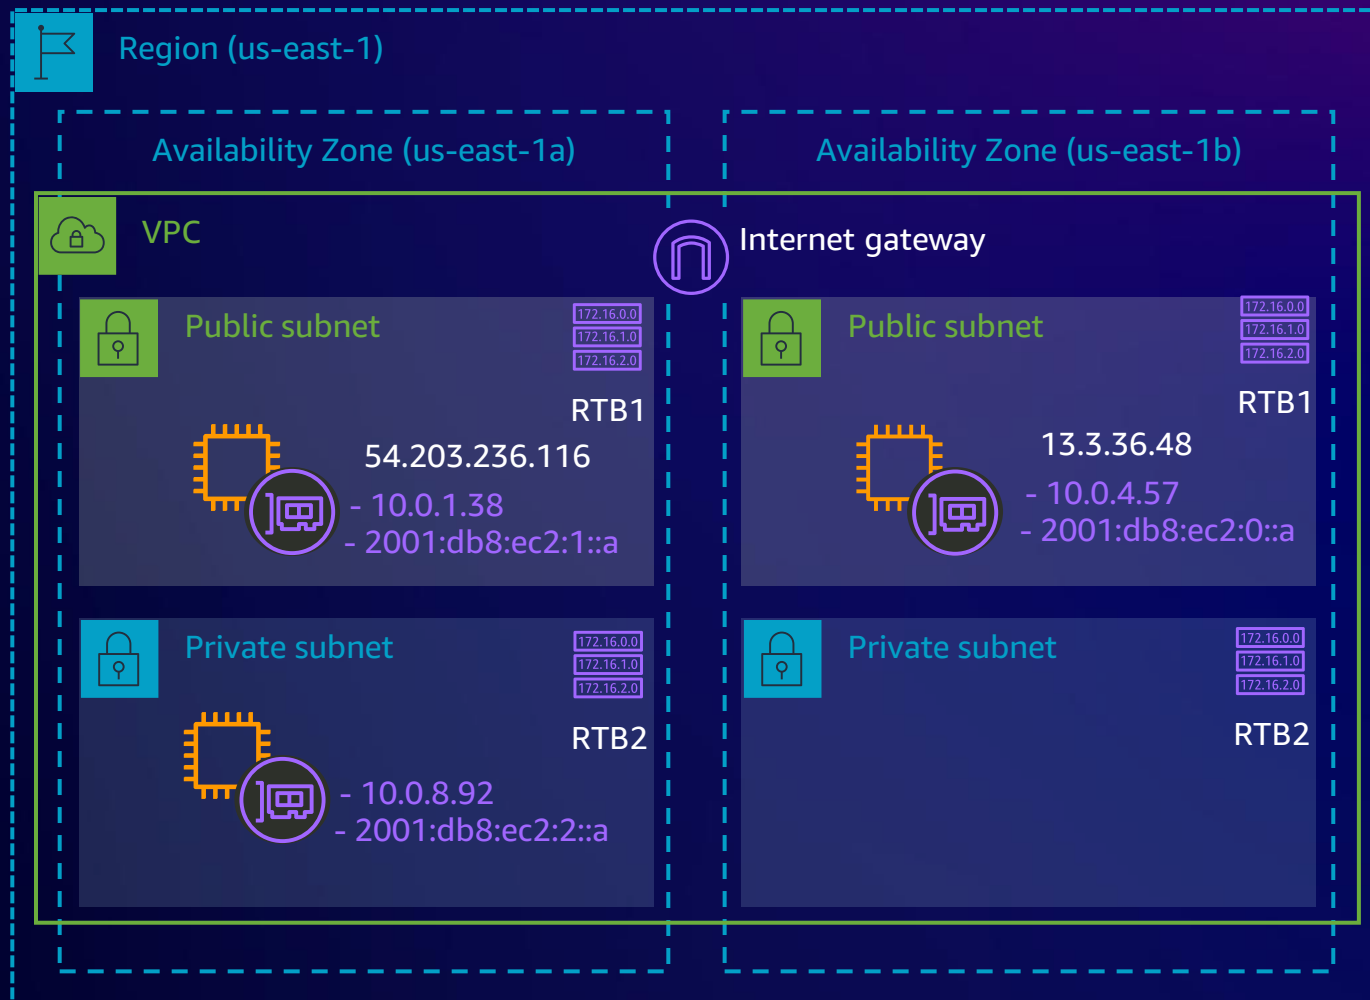 Region (us-east-1)
Availability Zone (us-east-1a)
Availability Zone (us-east-1b)
VPC
Internet gateway
Public subnet
172.16.0.0
172.16.1.0
172.16.2.0
RTB1
54.203.236.116
- 10.0.1.38
- 2001:db8:ec2:1::a
Public subnet
172.16.0.0
172.16.1.0
172.16.2.0
RTB1
13.3.36.48
- 10.0.4.57
- 2001:db8:ec2:0::a
Private subnet
172.16.0.0
172.16.1.0
172.16.2.0
RTB2
- 10.0.8.92
- 2001:db8:ec2:2::a
Private subnet
172.16.0.0
172.16.1.0
172.16.2.0
RTB2